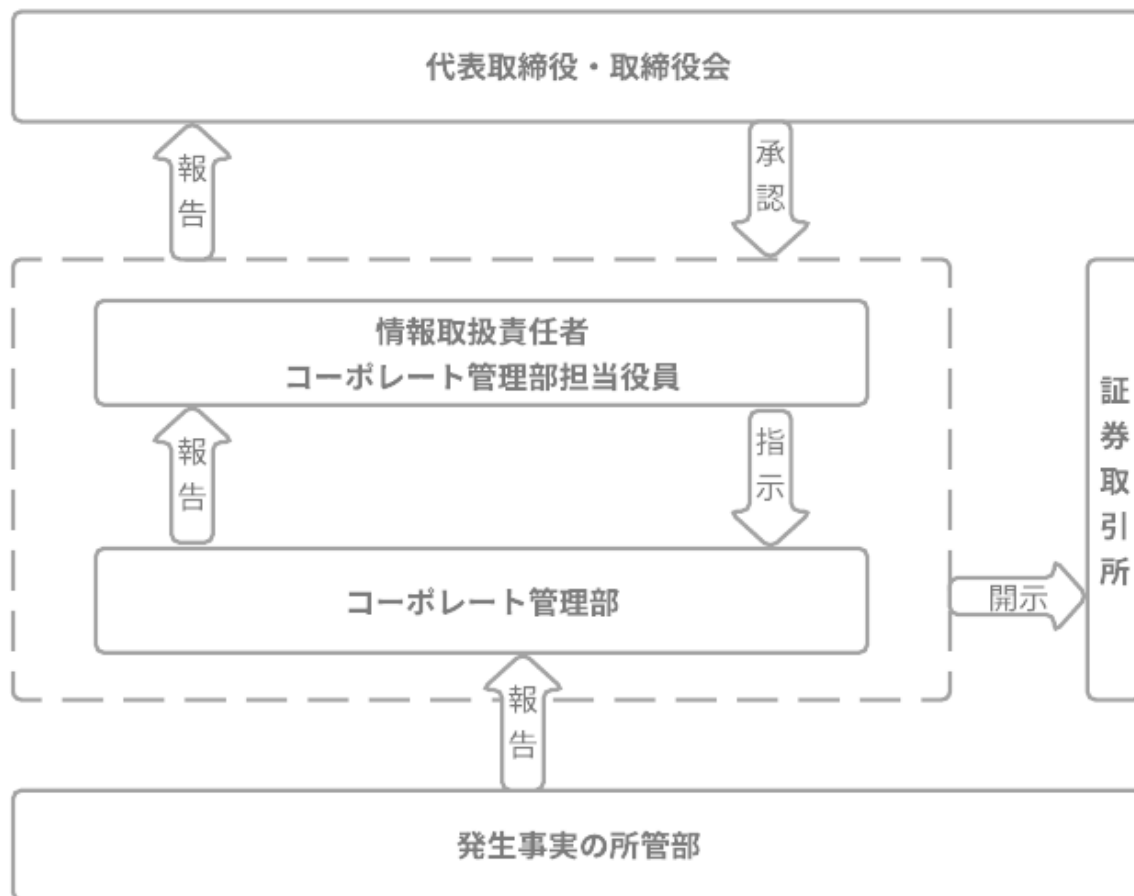 代表取締役・取締役会
報告
承認
情報取扱責任者
コーポレート管理部担当役員
報告
指示
コーポレート管理部
開示
証券取引所
報告
発生事実の所管部